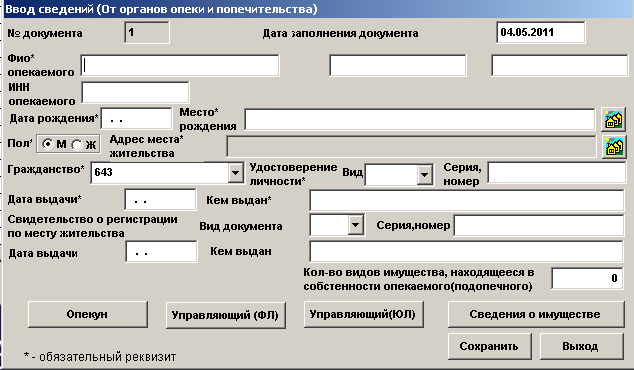 Ввод сведений (От органов опеки и попечительства)
№ документа 1 Дата заполнения документа 04.05.2011
Фио*
опекаемого
ИНН
опекаемого
Дата рождения* . . Место*
рождения
Пол* М Ж Адрес места*
жительства
Гражданство* 643 Удостоверение
личности* Вид Серия,
номер
Дата выдачи* . . Кем выдан*
Свидетельство о регистрации
по месту жительства Вид документа Серия,номер
Дата выдачи . . Кем выдан
Кол-во видов имущества, находящееся в
собстенности опекаемого(подопечного) 0
Опекун Управляющий (ФЛ) Управляющий(ЮЛ) Сведения о имуществе
Сохранить Выход
* - обязательный реквизит